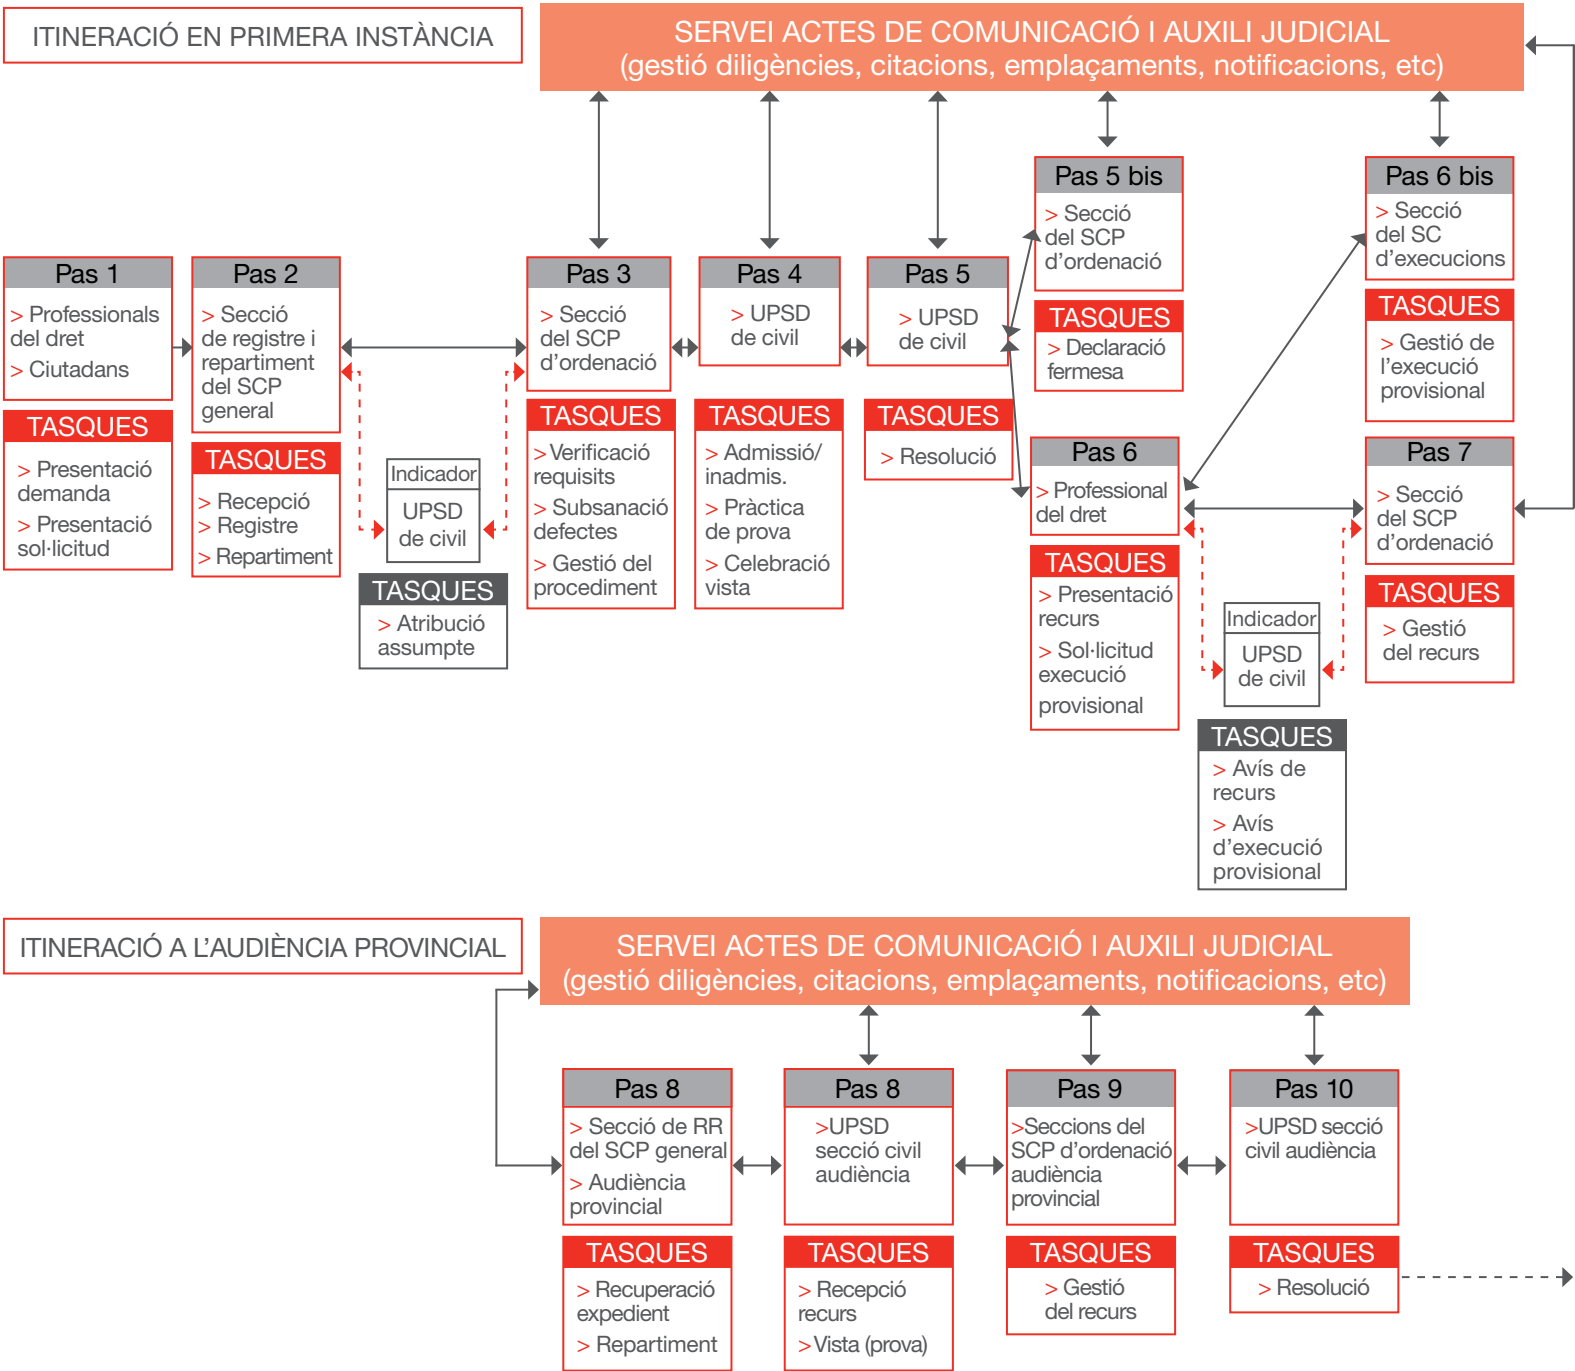 ITINERACIÓ EN PRIMERA INSTÀNCIA
SERVEI ACTES DE COMUNICACIÓ I AUXILI JUDICIAL
(gestió diligències, citacions, emplaçaments, notificacions, etc)
Pas 1
> Professionals
del dret
> Ciutadans
TASQUES
> Presentació
demanda
> Presentació
sol·licitud
Pas 2
> Secció
de registre i
repartiment
del SCP
general
TASQUES
> Recepció
> Registre
> Repartiment
Indicador
UPSD
de civil
TASQUES
> Atribució
assumpte
Pas 3
> Secció
del SCP
d’ordenació
TASQUES
>Verificació
requisits
> Subsanació
defectes
> Gestió del
procediment
Pas 4
> UPSD
de civil
TASQUES
> Admissió/
inadmis.
> Pràctica
de prova
> Celebració
vista
Pas 5
> UPSD
de civil
TASQUES
> Resolució
Pas 5 bis
> Secció
del SCP
d’ordenació
TASQUES
> Declaració
fermesa
Pas 6
> Professional
del dret
TASQUES
> Presentació
recurs
> Sol·licitud
execució
provisional
Indicador
UPSD
de civil
TASQUES
> Avís de
recurs
> Avís
d’execució
provisional
Pas 6 bis
> Secció
del SC
d’execucions
TASQUES
> Gestió de
l’execució
provisional
Pas 7
> Secció
del SCP
d’ordenació
TASQUES
> Gestió
del recurs
ITINERACIÓ A L’AUDIÈNCIA PROVINCIAL
SERVEI ACTES DE COMUNICACIÓ I AUXILI JUDICIAL
(gestió diligències, citacions, emplaçaments, notificacions, etc)
Pas 8
> Secció de RR
del SCP general
> Audiència
provincial
TASQUES
> Recuperació
expedient
> Repartiment
Pas 8
>UPSD
secció civil
audiència
TASQUES
> Recepció
recurs
>Vista (prova)
Pas 9
>Seccions del
SCP d’ordenació
audiència
provincial
TASQUES
> Gestió
del recurs
Pas 10
>UPSD secció
civil audiència
TASQUES
> Resolució